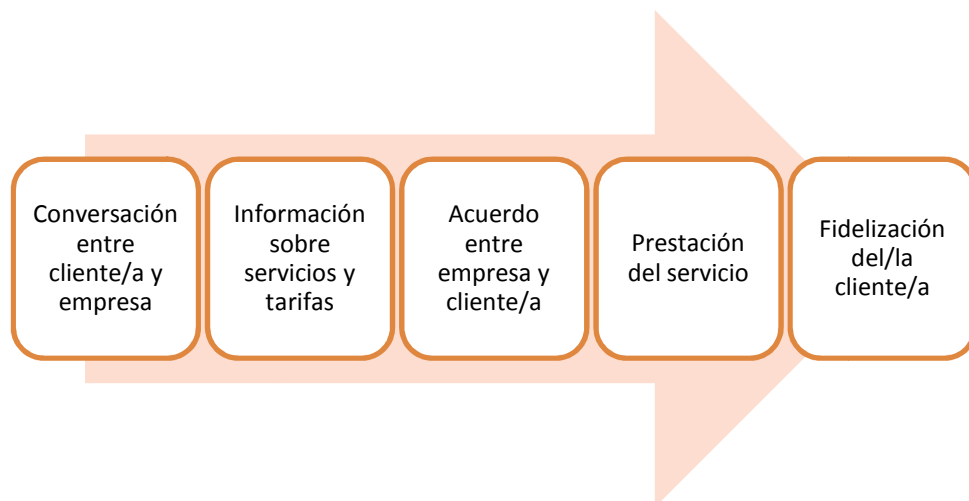 Conversación
entre
cliente/a y
empresa
Información
sobre
servicios y
tarifas
Acuerdo
entre
empresa y
cliente/a
Prestación
del servicio
Fidelización
del/la
cliente/a